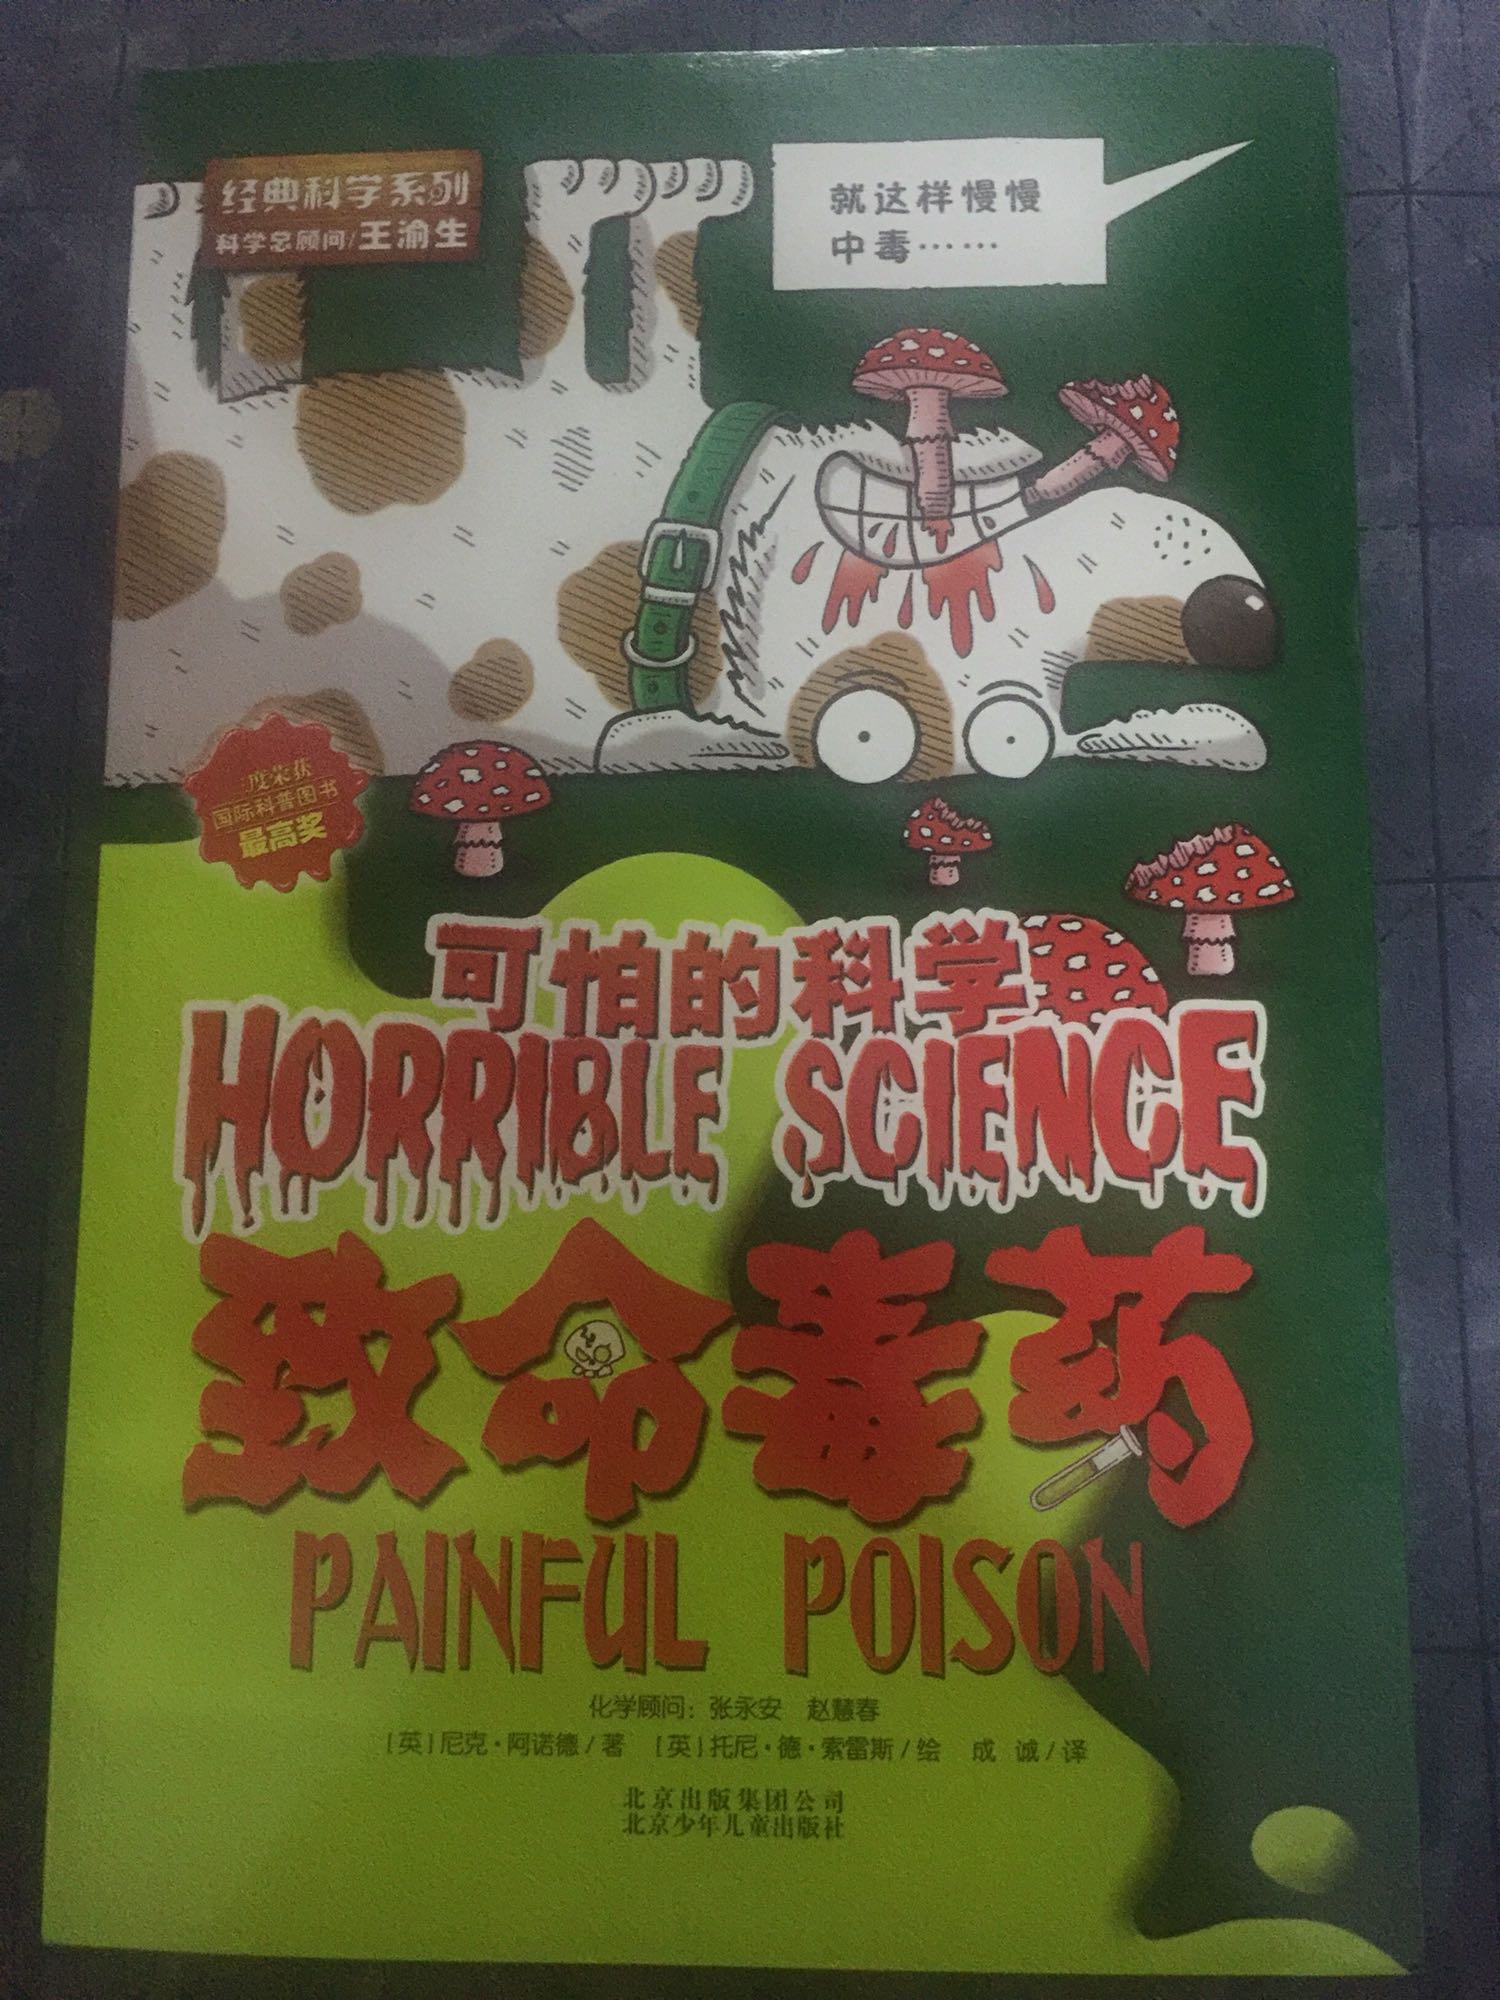 经典科学系列
科学总顾问/王渝生
就这样慢慢
中毒……
二度荣获
国际科普图书
最高奖
可怕的科学
HORRIBLE SCIENCE
致命毒药
PAINFUL POISON
化学顾问：张永安 赵慧春
［英］尼克·阿诺德/著 ［英］托尼·德·索雷斯/绘 成 诚/译
北京出版集团公司
北京少年儿童出版社